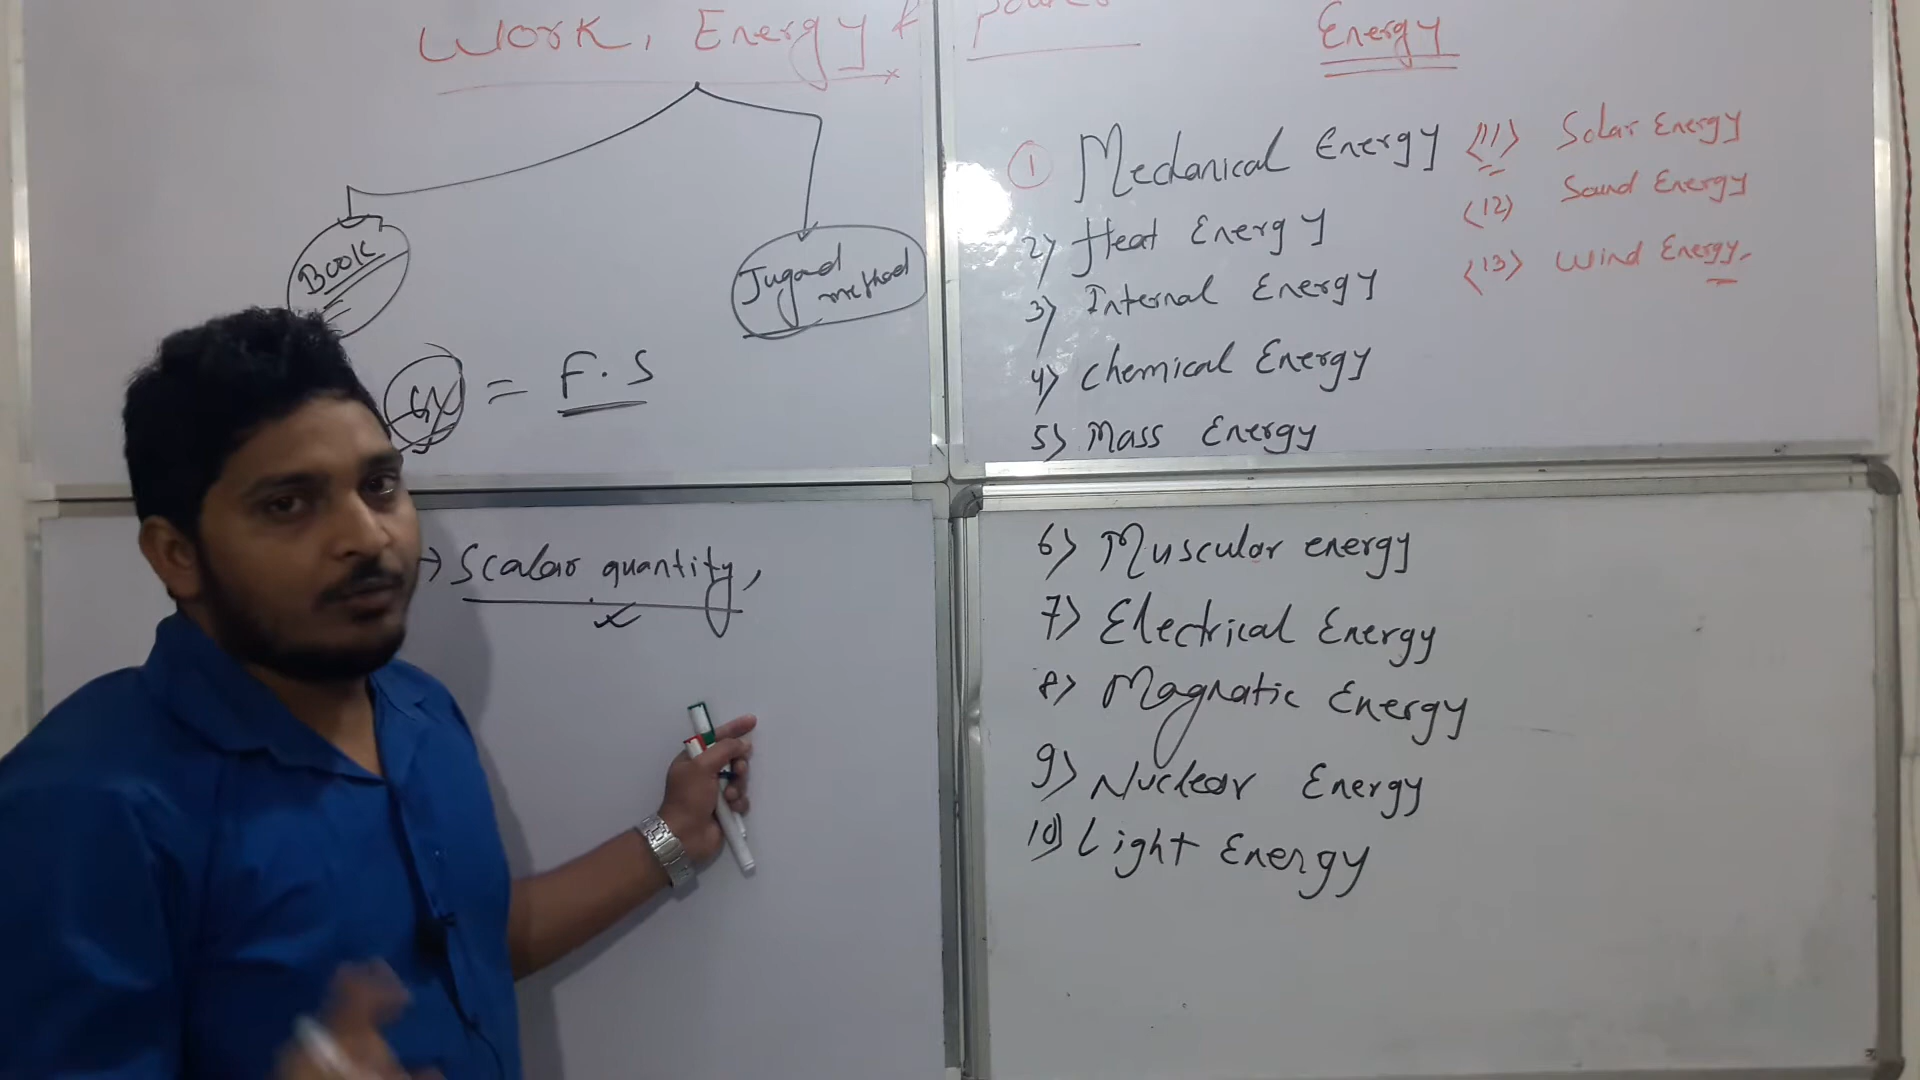 Work, Energy & power
Book
Jugaad method
W = F.S
→ Scalar quantity,
Energy
1 Mechanical Energy
2) Heat Energy
3) Internal Energy
4) Chemical Energy
5) Mass Energy
6) Muscular energy
7) Electrical Energy
8) Magnatic Energy
9) Nuclear Energy
10) Light Energy
(11) Solar Energy
(12) Sound Energy
(13) Wind Energy.